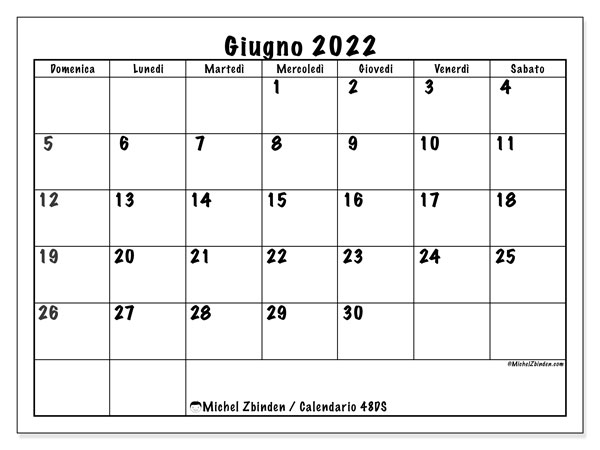 Giugno 2022
Domenica Lunedì Martedì Mercoledì Giovedì Venerdì Sabato
1 2 3 4
5 6 7 8 9 10 11
12 13 14 15 16 17 18
19 20 21 22 23 24 25
26 27 28 29 30
©MichelZbinden.com
Michel Zbinden / Calendario 48DS